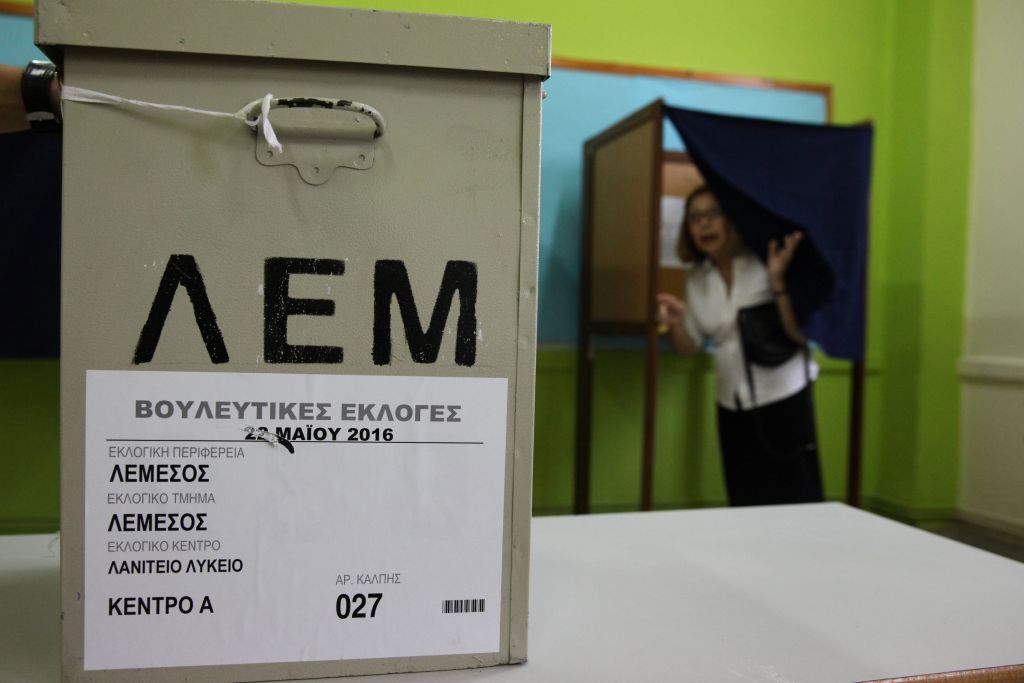 ΛΕΜ
ΒΟΥΛΕΥΤΙΚΕΣ ΕΚΛΟΓΕΣ
22 ΜΑΪΟΥ 2016
ΕΚΛΟΓΙΚΗ ΠΕΡΙΦΕΡΕΙΑ
ΛΕΜΕΣΟΣ
ΕΚΛΟΓΙΚΟ ΤΜΗΜΑ
ΛΕΜΕΣΟΣ
ΕΚΛΟΓΙΚΟ ΚΕΝΤΡΟ
ΛΑΝΙΤΕΙΟ ΛΥΚΕΙΟ
ΑΡ. ΚΑΛΠΗΣ
ΚΕΝΤΡΟ Α 027